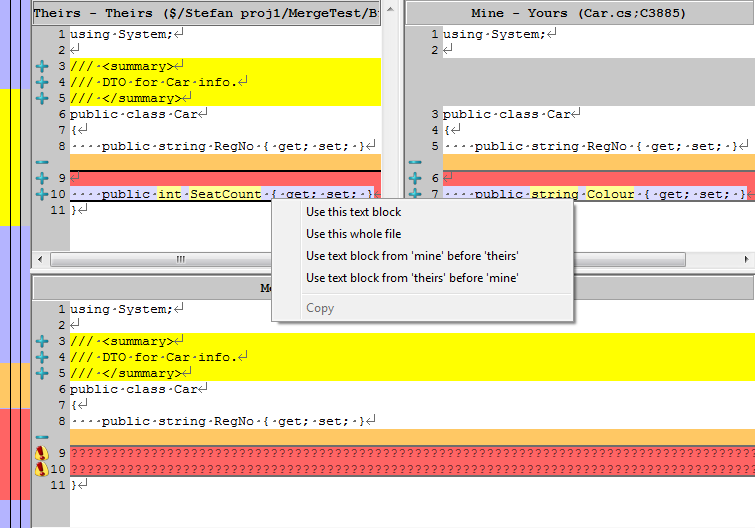 Theirs - Theirs ($/Stefan proj1/MergeTest/B
1 using·System;↵
2 ↵
3 ///·<summary>↵
4 ///·DTO·for·Car·info.↵
5 ///·</summary>↵
6 public·class·Car↵
7 {↵
8 ····public·string·RegNo·{·get;·set;·}↵
9 ↵
10 ····public·int·SeatCount·{·get;·set;·}↵
11 }↵
Mine - Yours (Car.cs;C3885)
1 using·System;↵
2 ↵
3 public·class·Car↵
4 {↵
5 ····public·string·RegNo·{·get;·set;·}↵
6 ↵
7 ····public·string·Colour·{·get;·set;·}↵
Use this text block
Use this whole file
Use text block from 'mine' before 'theirs'
Use text block from 'theirs' before 'mine'
Copy
Me
1 using·System;↵
2 ↵
3 ///·<summary>↵
4 ///·DTO·for·Car·info.↵
5 ///·</summary>↵
6 public·class·Car↵
7 {↵
8 ····public·string·RegNo·{·get;·set;·}↵
9 ?????????????????????????????????????????????????????????????????????????????????????????????????
10 ?????????????????????????????????????????????????????????????????????????????????????????????????
11 }↵